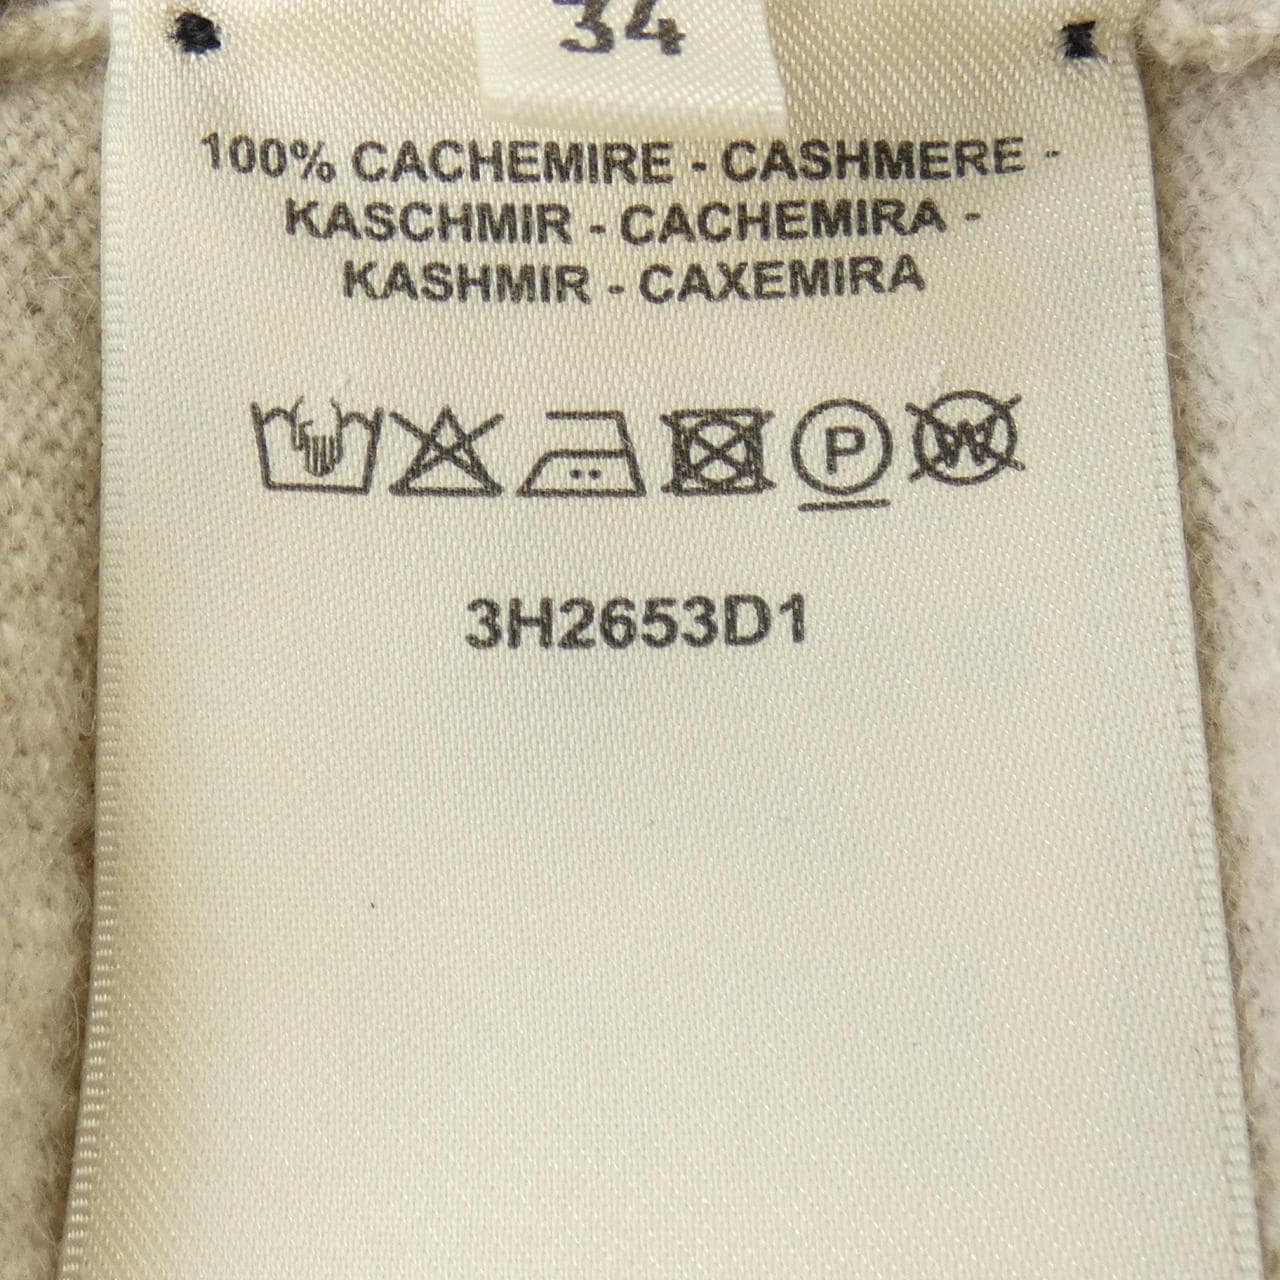 34
100% CACHEMIRE - CASHMERE -
KASCHMIR - CACHEMIRA -
KASHMIR - CAXEMIRA
P W
3H2653D1